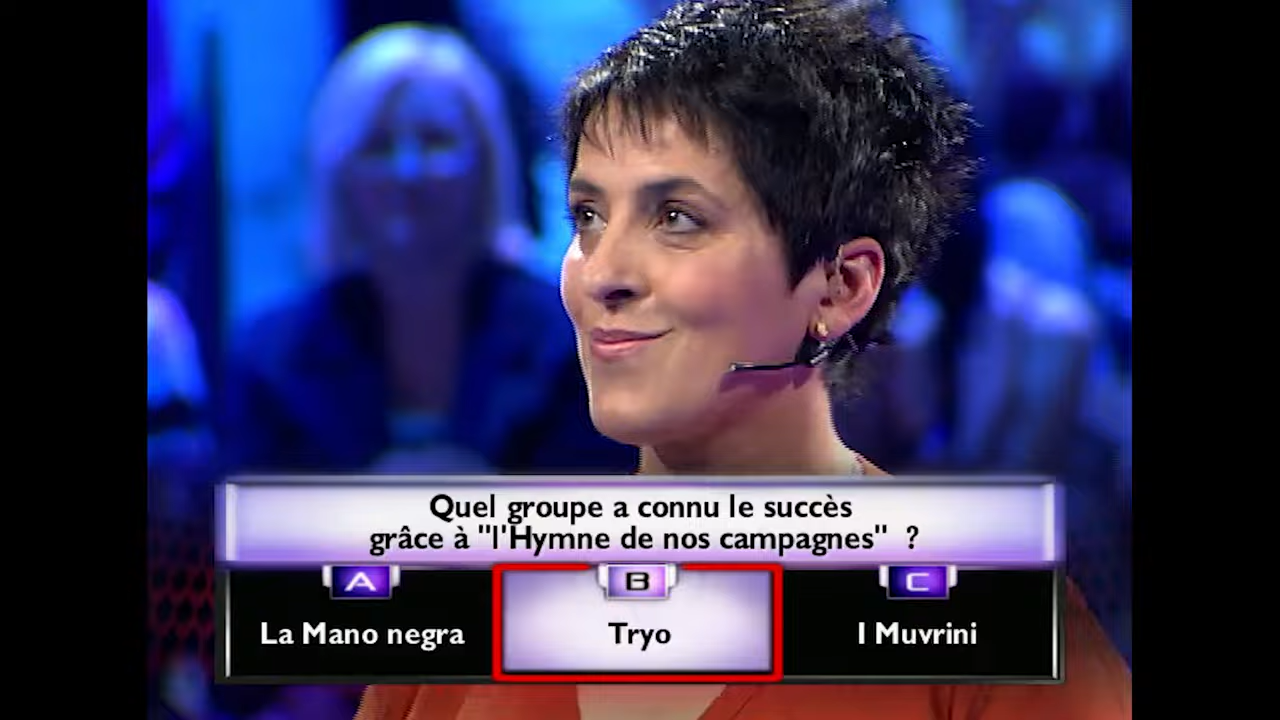 Quel groupe a connu le succès
grâce à "l'Hymne de nos campagnes" ?
A
B
C
La Mano negra
Tryo
I Muvrini